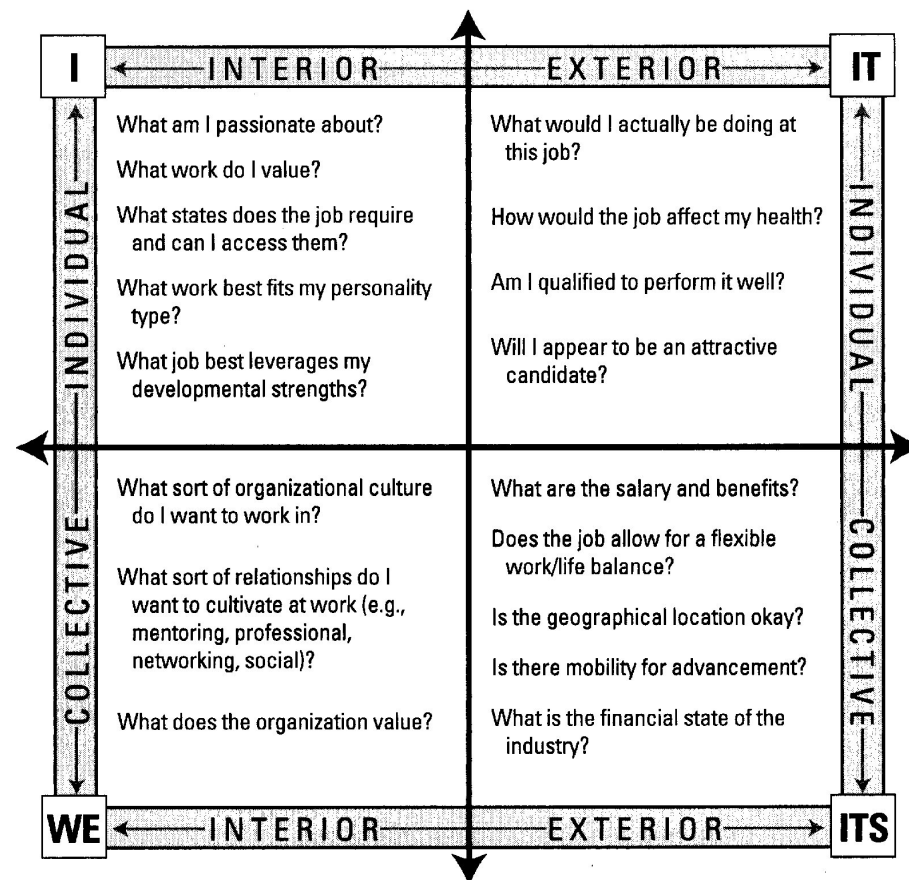 I
INTERIOR
EXTERIOR
IT
INDIVIDUAL
What am I passionate about?
What work do I value?
What states does the job require
and can I access them?
What work best fits my personality
type?
What job best leverages my
developmental strengths?
What would I actually be doing at
this job?
How would the job affect my health?
Am I qualified to perform it well?
Will I appear to be an attractive
candidate?
INDIVIDUAL
COLLECTIVE
What sort of organizational culture
do I want to work in?
What sort of relationships do I
want to cultivate at work (e.g.,
mentoring, professional,
networking, social)?
What does the organization value?
What are the salary and benefits?
Does the job allow for a flexible
work/life balance?
Is the geographical location okay?
Is there mobility for advancement?
What is the financial state of the
industry?
COLLECTIVE
WE
INTERIOR
EXTERIOR
ITS